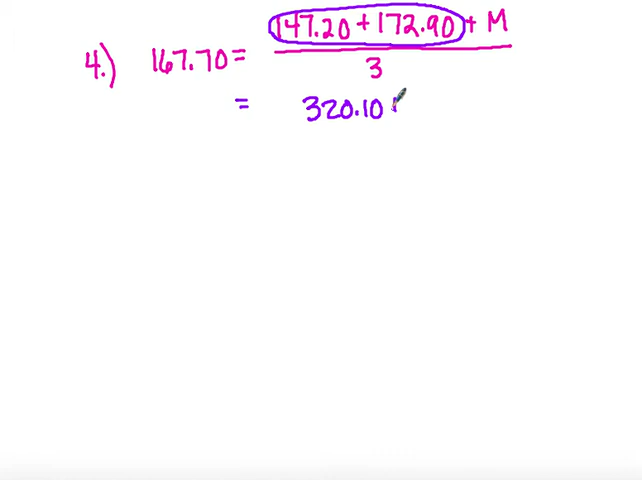 147.20 + 172.90 + M
4.) 167.70 =
3
= 320.10